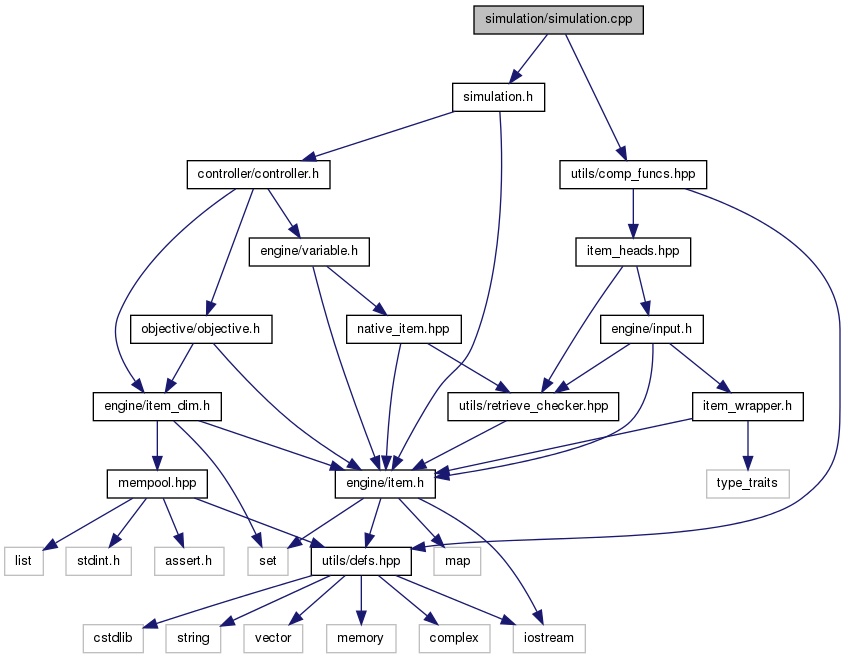 simulation/simulation.cpp
simulation.h
controller/controller.h
utils/comp_funcs.hpp
engine/variable.h
item_heads.hpp
objective/objective.h
native_item.hpp
engine/input.h
engine/item_dim.h
utils/retrieve_checker.hpp
item_wrapper.h
mempool.hpp
engine/item.h
type_traits
list
stdint.h
assert.h
set
utils/defs.hpp
map
cstdlib
string
vector
memory
complex
iostream